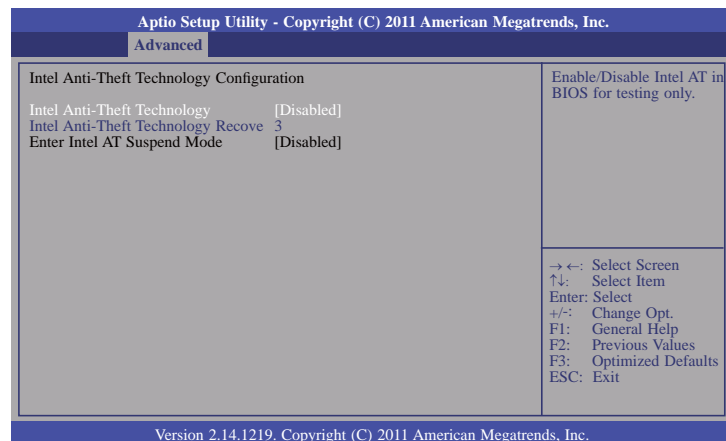 Aptio Setup Utility - Copyright (C) 2011 American Megatrends, Inc.
Advanced
Intel Anti-Theft Technology Configuration
Intel Anti-Theft Technology [Disabled]
Intel Anti-Theft Technology Recove 3
Enter Intel AT Suspend Mode [Disabled]
Enable/Disable Intel AT in
BIOS for testing only.
→ ←: Select Screen
↑↓: Select Item
Enter: Select
+/-: Change Opt.
F1: General Help
F2: Previous Values
F3: Optimized Defaults
ESC: Exit
Version 2.14.1219. Copyright (C) 2011 American Megatrends, Inc.